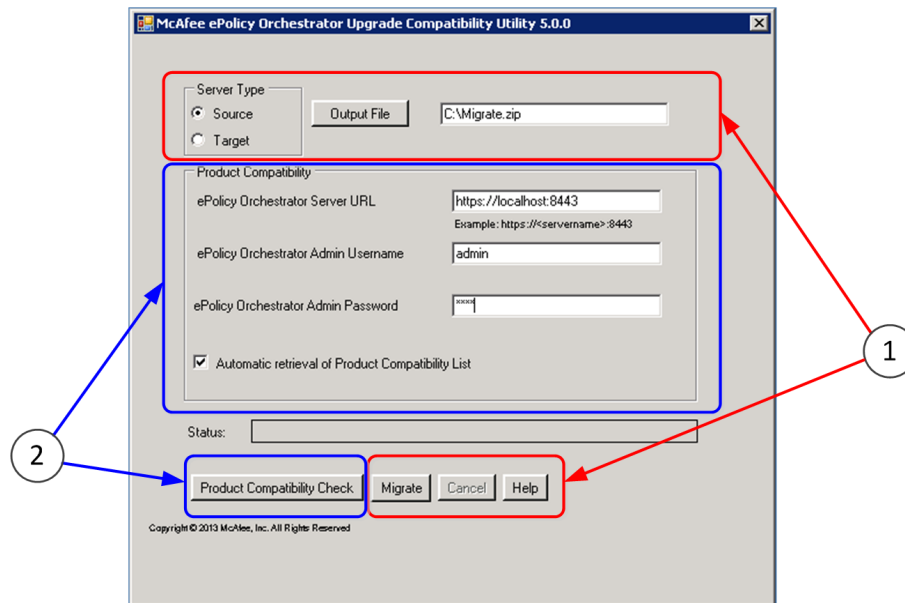 McAfee ePolicy Orchestrator Upgrade Compatibility Utility 5.0.0
Server Type
Source
Target
Output File
C:\Migrate.zip
1
Product Compatibility
ePolicy Orchestrator Server URL
https://localhost:8443
Example: https://<servername>:8443
ePolicy Orchestrator Admin Username
admin
ePolicy Orchestrator Admin Password
****
Automatic retrieval of Product Compatibility List
2
Status:
Product Compatibility Check
Migrate
Cancel
Help
Copyright © 2013 McAfee, Inc. All Rights Reserved